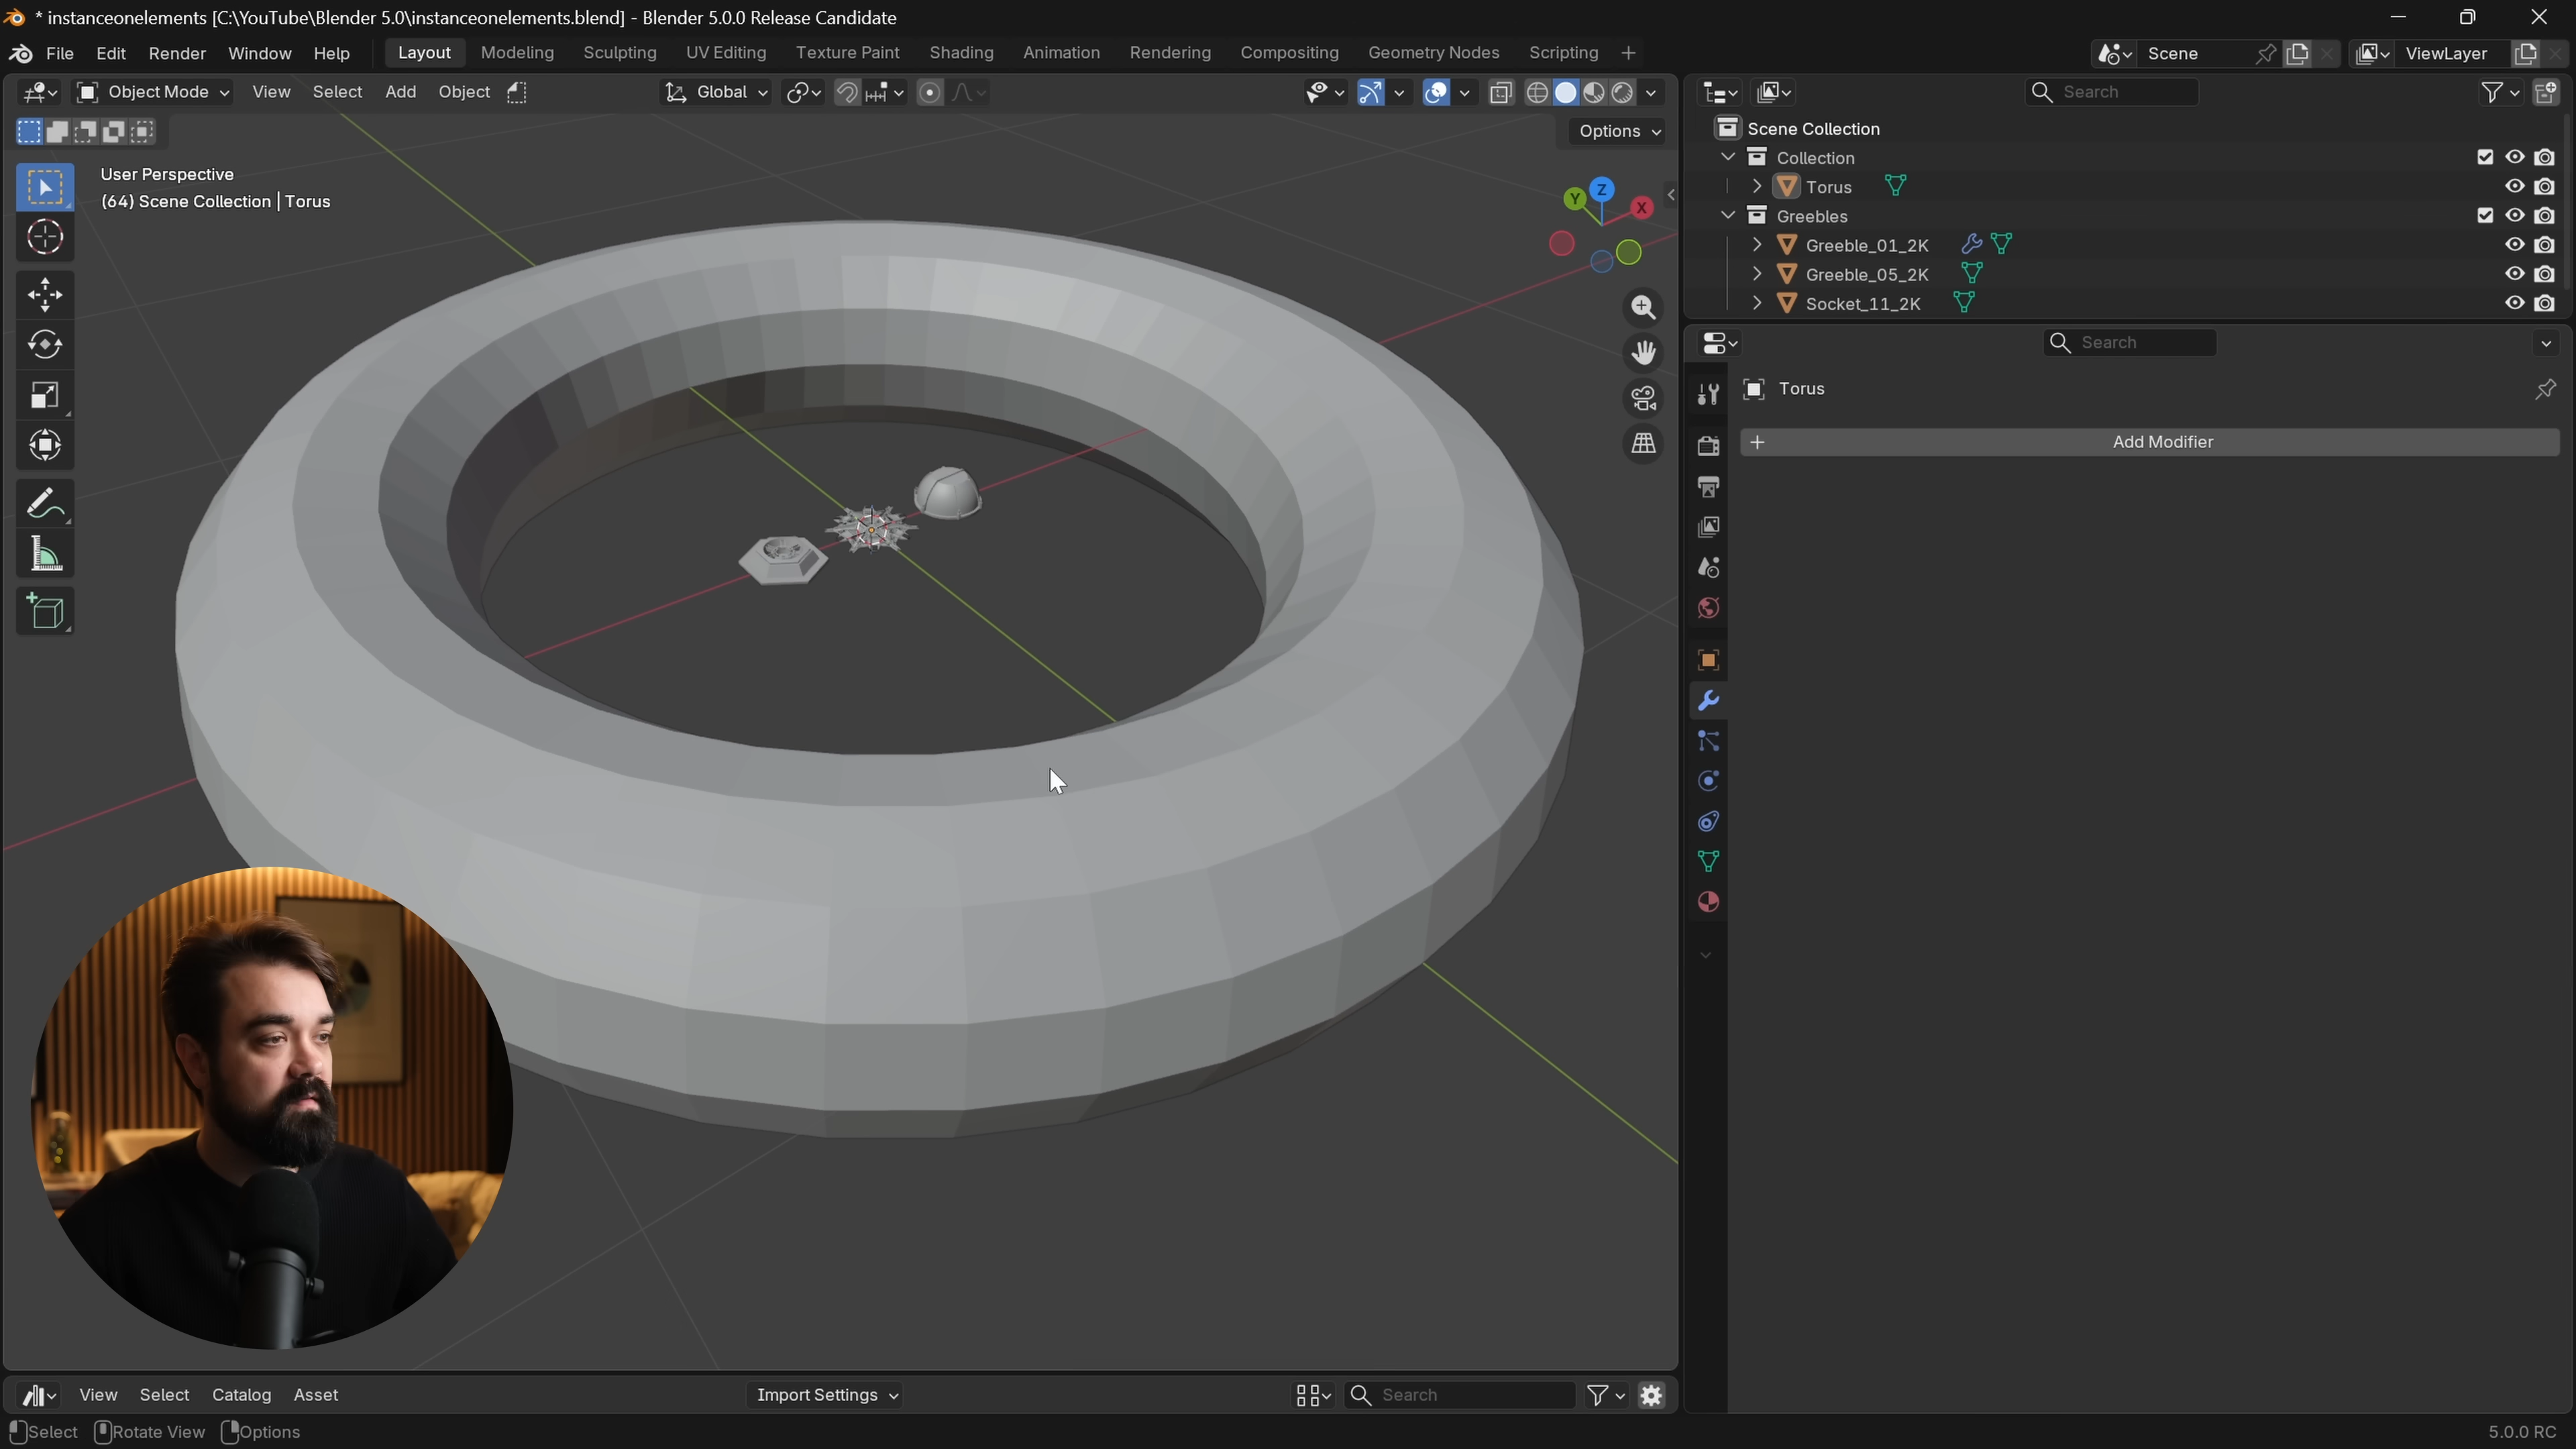 * instanceonelements [C:\YouTube\Blender 5.0\instanceonelements.blend] - Blender 5.0.0 Release Candidate
File Edit Render Window Help Layout Modeling Sculpting UV Editing Texture Paint Shading Animation Rendering Compositing Geometry Nodes Scripting + Scene ViewLayer
Object Mode View Select Add Object Global Search
Options
User Perspective
(64) Scene Collection | Torus
Z
Y
X
Scene Collection
Collection
Torus
Greebles
Greeble_01_2K
Greeble_05_2K
Socket_11_2K
Search
Torus
+ Add Modifier
View Select Catalog Asset Import Settings Search
Select Rotate View Options 5.0.0 RC